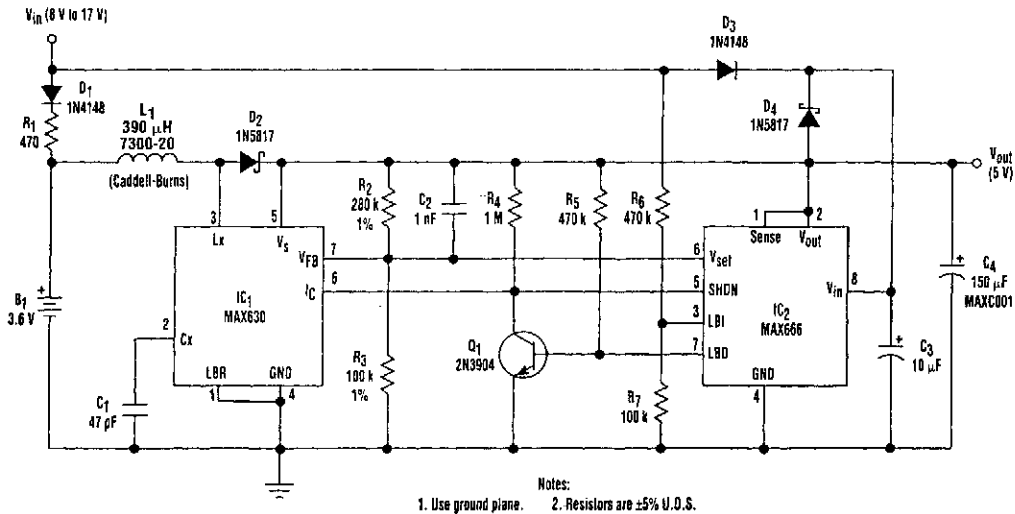 Vin (8 V to 17 V)
D1
1N4148
R1
470
L1
390 μH
7300-20
(Caddell-Burns)
D2
1N5817
D3
1N4148
D4
1N5817
Vout
(5 V)
R2
280 k
1%
C2
1 nF
R4
1 M
R5
470 k
R6
470 k
3
Lx
5
Vs
VFB
7
IC
6
IC1
MAX630
2
Cx
LBR
1
GND
4
B1
3.6 V
+
C1
47 pF
R3
100 k
1%
Q1
2N3904
R7
100 k
1
Sense
2
Vout
6
Vset
5
SHDN
3
LBI
7
LBO
Vin
8
IC2
MAX666
GND
4
+
C3
10 μF
+
C4
150 μF
MAXC001
Notes:
1. Use ground plane. 2. Resistors are ±5% U.O.S.